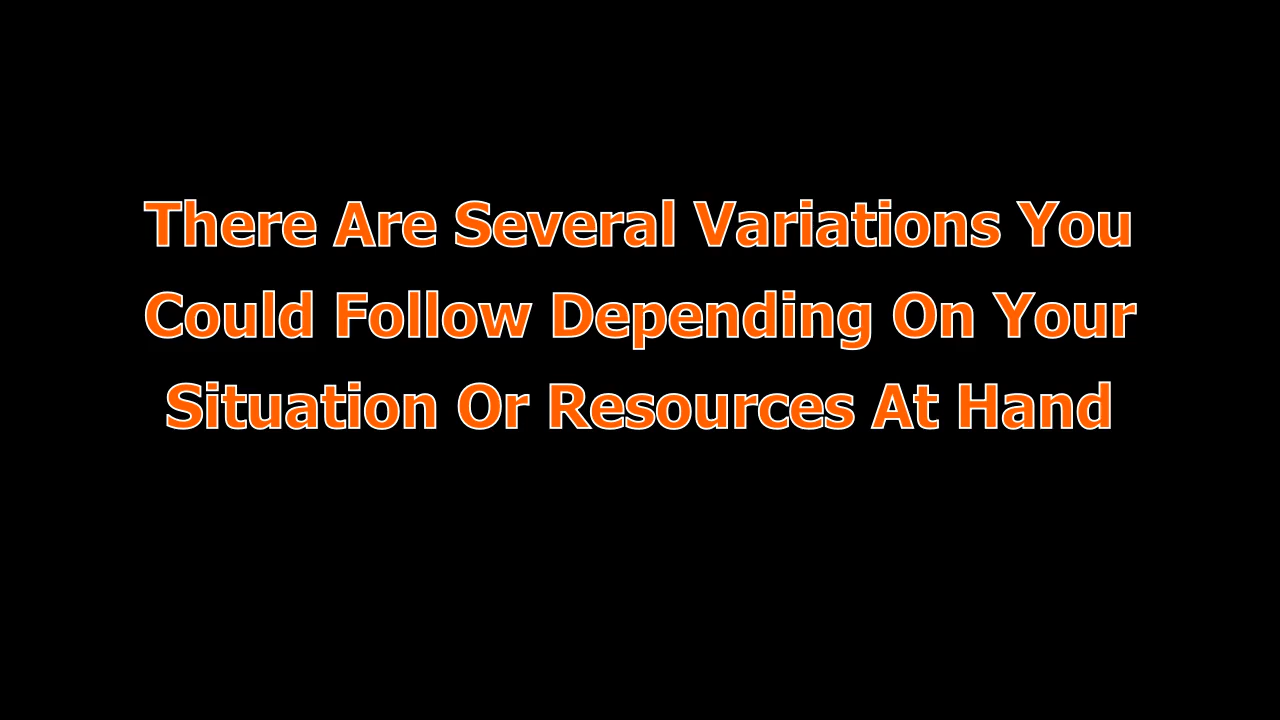 There Are Several Variations You
Could Follow Depending On Your
Situation Or Resources At Hand